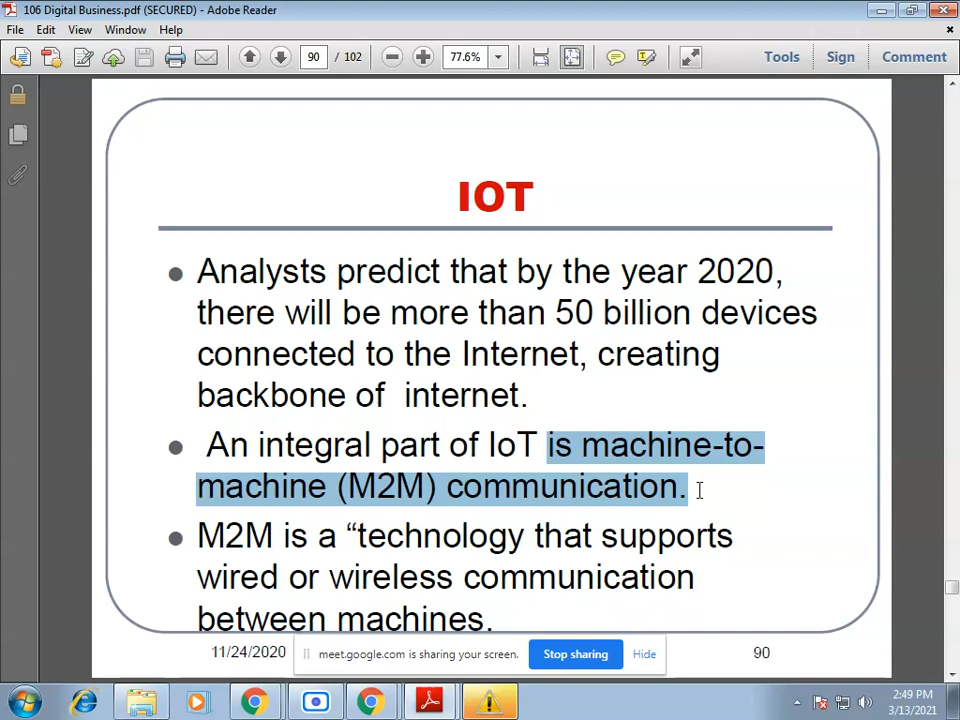 106 Digital Business.pdf (SECURED) - Adobe Reader
File Edit View Window Help
90 / 102 77.6% Tools Sign Comment
IOT
Analysts predict that by the year 2020,
there will be more than 50 billion devices
connected to the Internet, creating
backbone of internet.
An integral part of IoT is machine-to-
machine (M2M) communication.
M2M is a “technology that supports
wired or wireless communication
between machines.
11/24/2020 90
meet.google.com is sharing your screen. Stop sharing Hide
2:49 PM
3/13/2021